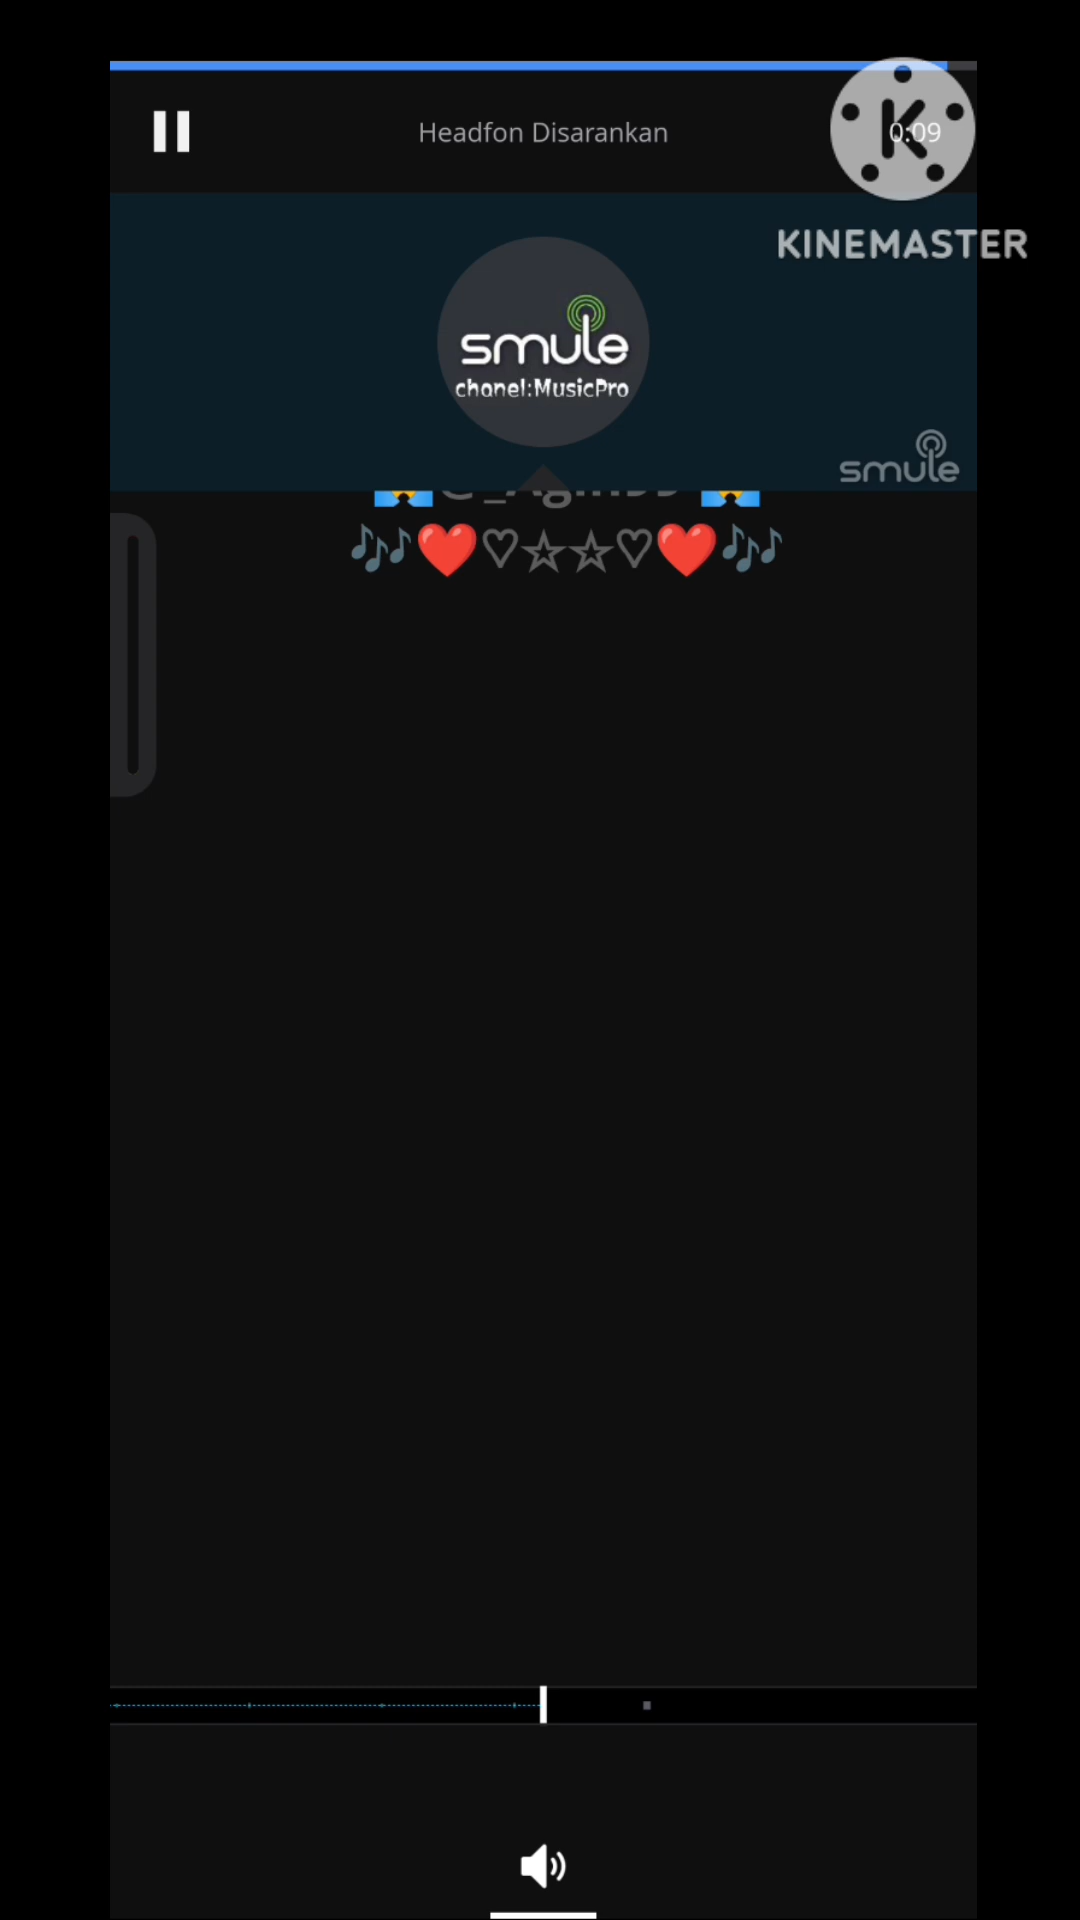 Headfon Disarankan
0:09
KINEMASTER
smule
chanel:MusicPro
smule
🎶❤️♡☆☆♡❤️🎶